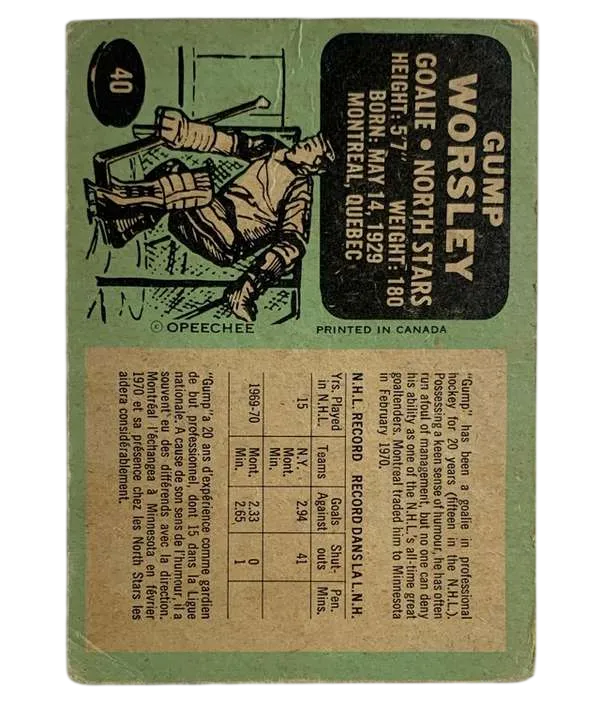 GUMP
WORSLEY
GOALIE • NORTH STARS
HEIGHT: 5'7" WEIGHT: 180
BORN: MAY 14, 1929
MONTREAL, QUEBEC
40
© OPEECHEE
PRINTED IN CANADA
"Gump" has been a goalie in professional
hockey for 20 years (fifteen in the N.H.L.).
Possessing a keen sense of humour, he has often
run afoul of management, but no one can deny
his ability as one of the N.H.L.'s all-time great
goaltenders. Montreal traded him to Minnesota
in February 1970.
N.H.L. RECORD RECORD DANS LA L.N.H.
Yrs. Played Goals Shut- Pen.
in N.H.L. Teams Against outs Mins.
15 N.Y. 2.94 41
Mont.
1969-70 Mont. 2.33 0
Min. 2.65 1
"Gump" a 20 ans d'expérience comme gardien
de but professionel, dont 15 dans la Ligue
nationale. A cause de son sens de l'humour, il a
souvent eu des différends avec la direction.
Montréal l'échangea à Minnesota en février
1970 et sa présence chez les North Stars les
aidera considérablement.